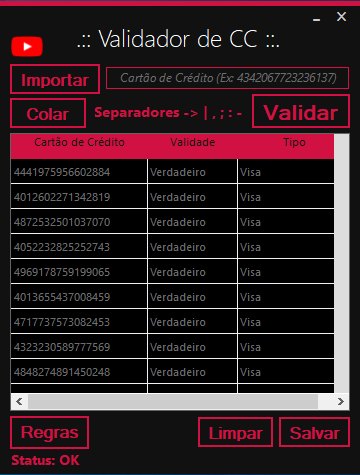 .:: Validador de CC ::.
Importar
Cartão de Crédito (Ex: 4342067723236137)
Colar
Separadores -> | , ; : -
Validar
Cartão de Crédito Validade Tipo
4441975956602884 Verdadeiro Visa
4012602271342819 Verdadeiro Visa
4872532501037070 Verdadeiro Visa
4052232825252743 Verdadeiro Visa
4969178759199065 Verdadeiro Visa
4013655437008459 Verdadeiro Visa
4717737573082453 Verdadeiro Visa
4323230589777569 Verdadeiro Visa
4848274891450248 Verdadeiro Visa
Regras
Limpar
Salvar
Status: OK